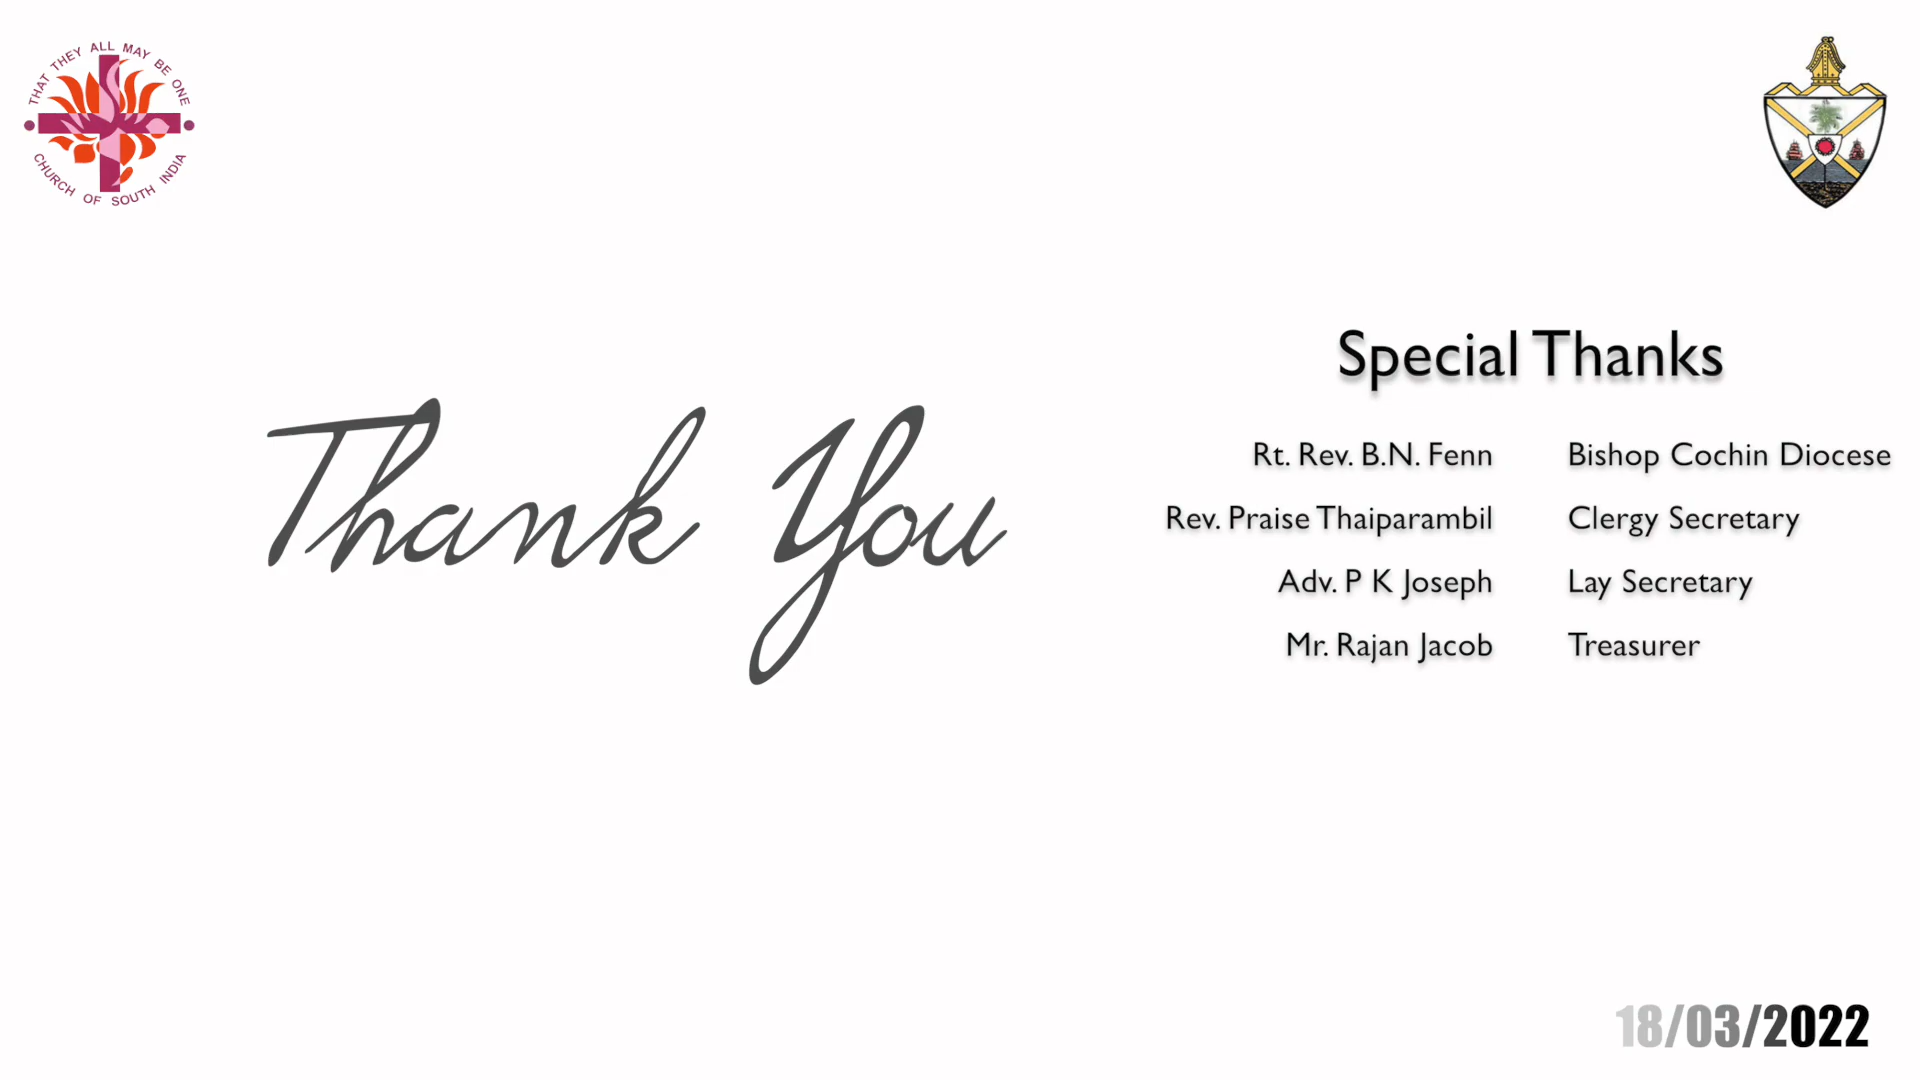 THAT THEY ALL MAY BE ONE
CHURCH OF SOUTH INDIA
Thank You
Special Thanks
Rt. Rev. B.N. Fenn Bishop Cochin Diocese
Rev. Praise Thaiparambil Clergy Secretary
Adv. P K Joseph Lay Secretary
Mr. Rajan Jacob Treasurer
18/03/2022